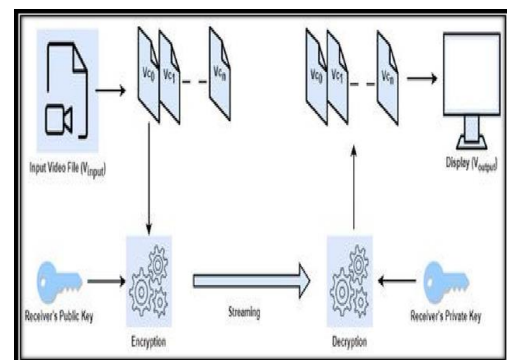 Vc0 Vc1 Vcn
Vc0 Vc1 Vcn
Input Video File (Vinput)
Display (Voutput)
Receiver's Public Key
Encryption
Streaming
Decryption
Receiver's Private Key